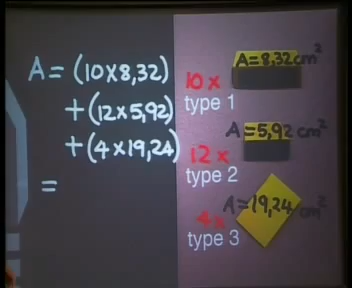 A = (10 x 8,32)
+ (12 x 5,92)
+ (4 x 19,24)
=
A = 8,32 cm²
10 x
type 1
A = 5,92 cm²
12 x
type 2
A = 19,24 cm²
4x
type 3